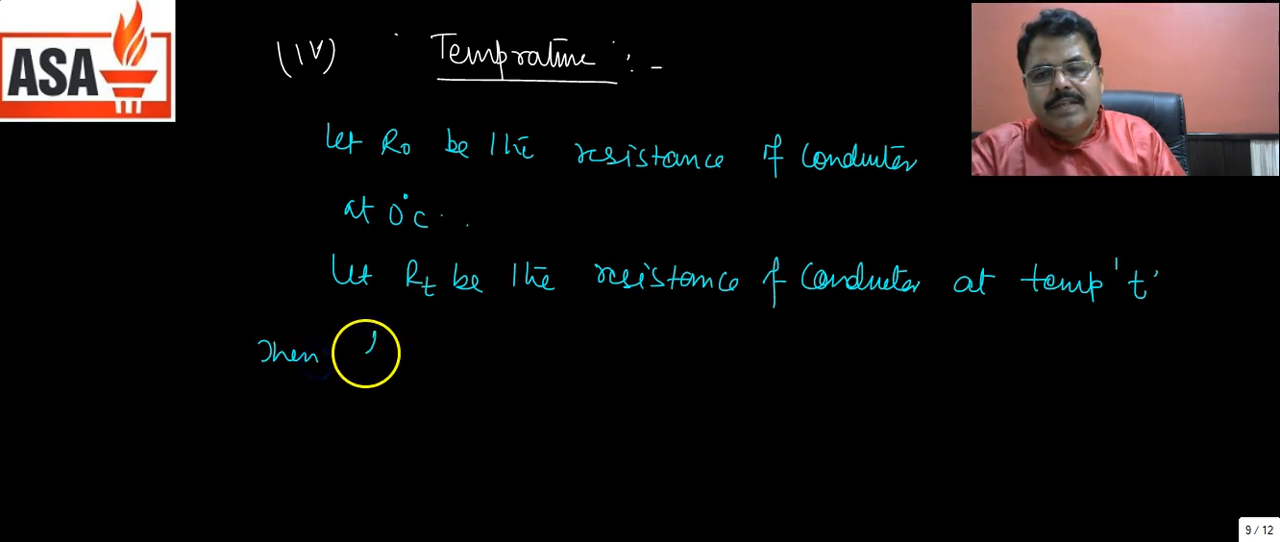 ASA
(IV) Temprature :-
Let R0 be the resistance of conductor
at 0°C.
Let Rt be the resistance of conductor at temp 't'
Then
9 / 12